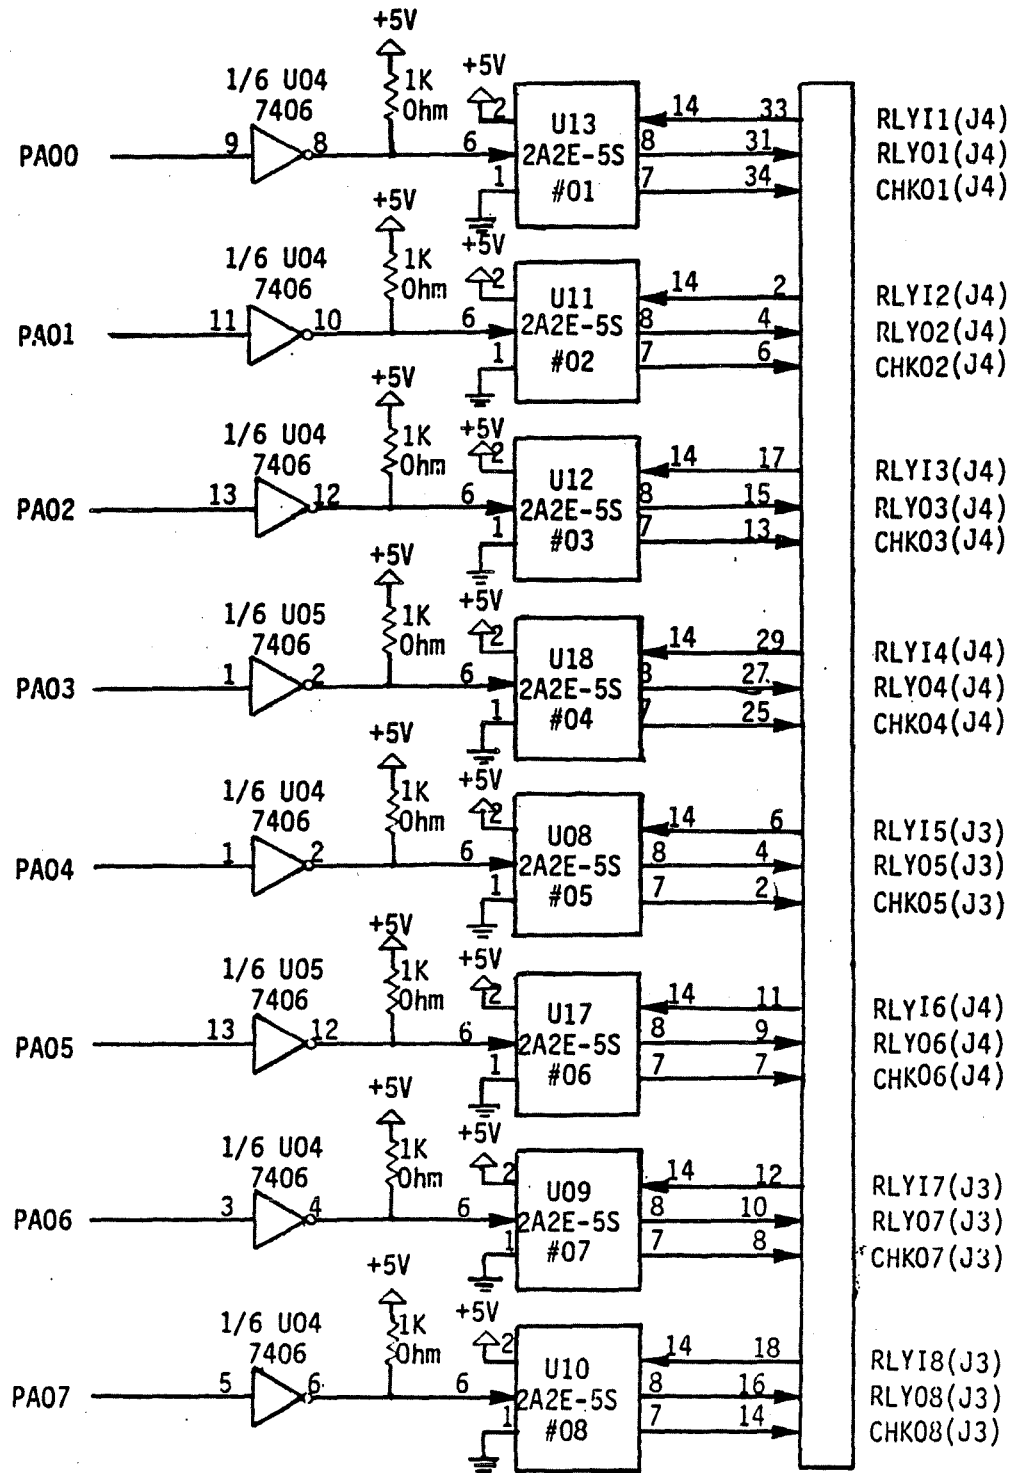 +5V
1/6 U04
7406
1K
Ohm
+5V
2
U13
2A2E-5S
#01
14 33
RLYI1(J4)
PA00
9 8
6
8 31
RLYO1(J4)
1
7 34
CHKO1(J4)
+5V
1/6 U04
7406
1K
Ohm
+5V
2
U11
2A2E-5S
#02
14 2
RLYI2(J4)
PA01
11 10
6
8 4
RLYO2(J4)
1
7 6
CHKO2(J4)
+5V
1/6 U04
7406
1K
Ohm
+5V
2
U12
2A2E-5S
#03
14 17
RLYI3(J4)
PA02
13 12
6
8 15
RLYO3(J4)
1
7 13
CHKO3(J4)
+5V
1/6 U05
7406
1K
Ohm
+5V
2
U18
2A2E-5S
#04
14 29
RLYI4(J4)
PA03
1 2
6
8 27
RLYO4(J4)
1
7 25
CHKO4(J4)
+5V
1/6 U04
7406
1K
Ohm
+5V
2
U08
2A2E-5S
#05
14 6
RLYI5(J3)
PA04
1 2
6
8 4
RLYO5(J3)
1
7 2
CHKO5(J3)
+5V
1/6 U05
7406
1K
Ohm
+5V
2
U17
2A2E-5S
#06
14 11
RLYI6(J4)
PA05
13 12
6
8 9
RLYO6(J4)
1
7 7
CHKO6(J4)
+5V
1/6 U04
7406
1K
Ohm
+5V
2
U09
2A2E-5S
#07
14 12
RLYI7(J3)
PA06
3 4
6
8 10
RLYO7(J3)
1
7 8
CHKO7(J3)
+5V
1/6 U04
7406
1K
Ohm
+5V
2
U10
2A2E-5S
#08
14 18
RLYI8(J3)
PA07
5 6
6
8 16
RLYO8(J3)
1
7 14
CHKO8(J3)